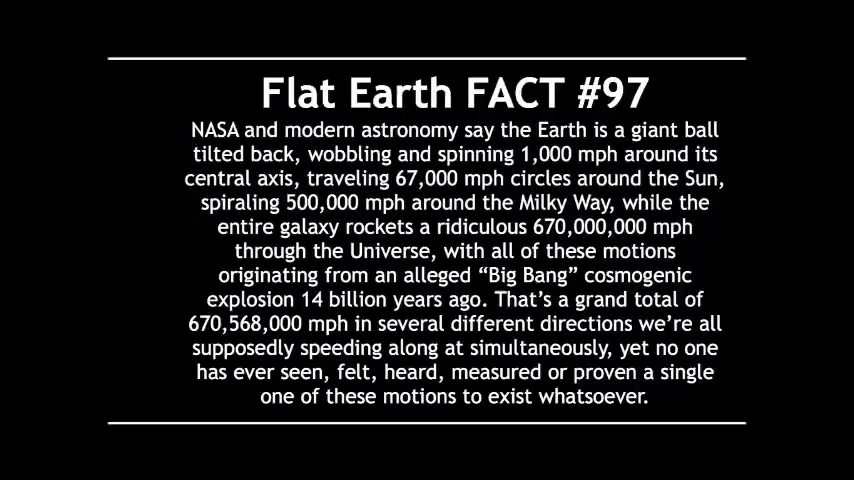 Flat Earth FACT #97
NASA and modern astronomy say the Earth is a giant ball
tilted back, wobbling and spinning 1,000 mph around its
central axis, traveling 67,000 mph circles around the Sun,
spiraling 500,000 mph around the Milky Way, while the
entire galaxy rockets a ridiculous 670,000,000 mph
through the Universe, with all of these motions
originating from an alleged “Big Bang” cosmogenic
explosion 14 billion years ago. That’s a grand total of
670,568,000 mph in several different directions we’re all
supposedly speeding along at simultaneously, yet no one
has ever seen, felt, heard, measured or proven a single
one of these motions to exist whatsoever.